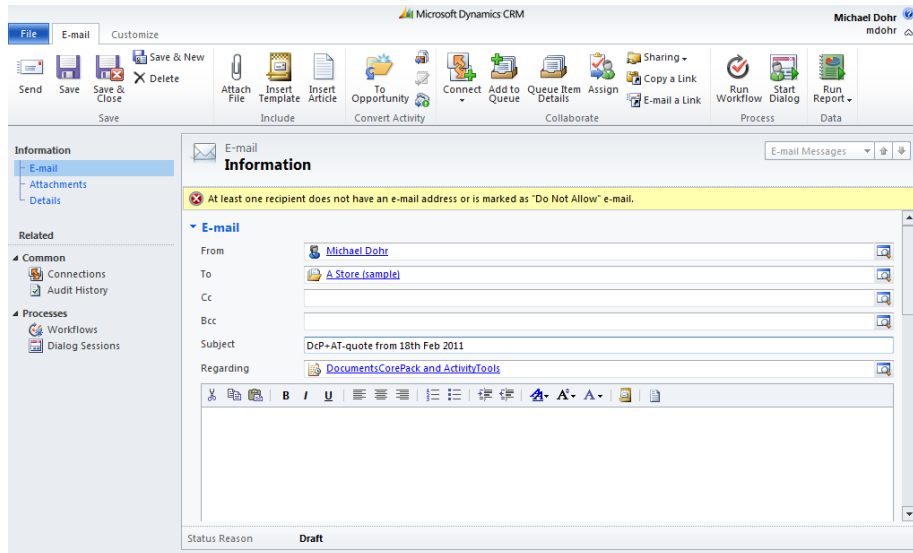 Microsoft Dynamics CRM
Michael Dohr
mdohr
File E-mail Customize
Send
Save
Save & Close
Save & New
Delete
Save
Attach File
Insert Template
Insert Article
Include
To Opportunity
Convert Activity
Connect
Add to Queue
Queue Item Details
Assign
Sharing
Copy a Link
E-mail a Link
Collaborate
Run Workflow
Start Dialog
Process
Run Report
Data
Information
E-mail
Attachments
Details
Related
Common
Connections
Audit History
Processes
Workflows
Dialog Sessions
E-mail
Information
E-mail Messages
At least one recipient does not have an e-mail address or is marked as "Do Not Allow" e-mail.
E-mail
From Michael Dohr
To A Store (sample)
Cc
Bcc
Subject DcP+AT-quote from 18th Feb 2011
Regarding DocumentsCorePack and ActivityTools
B I U A A A
Status Reason Draft